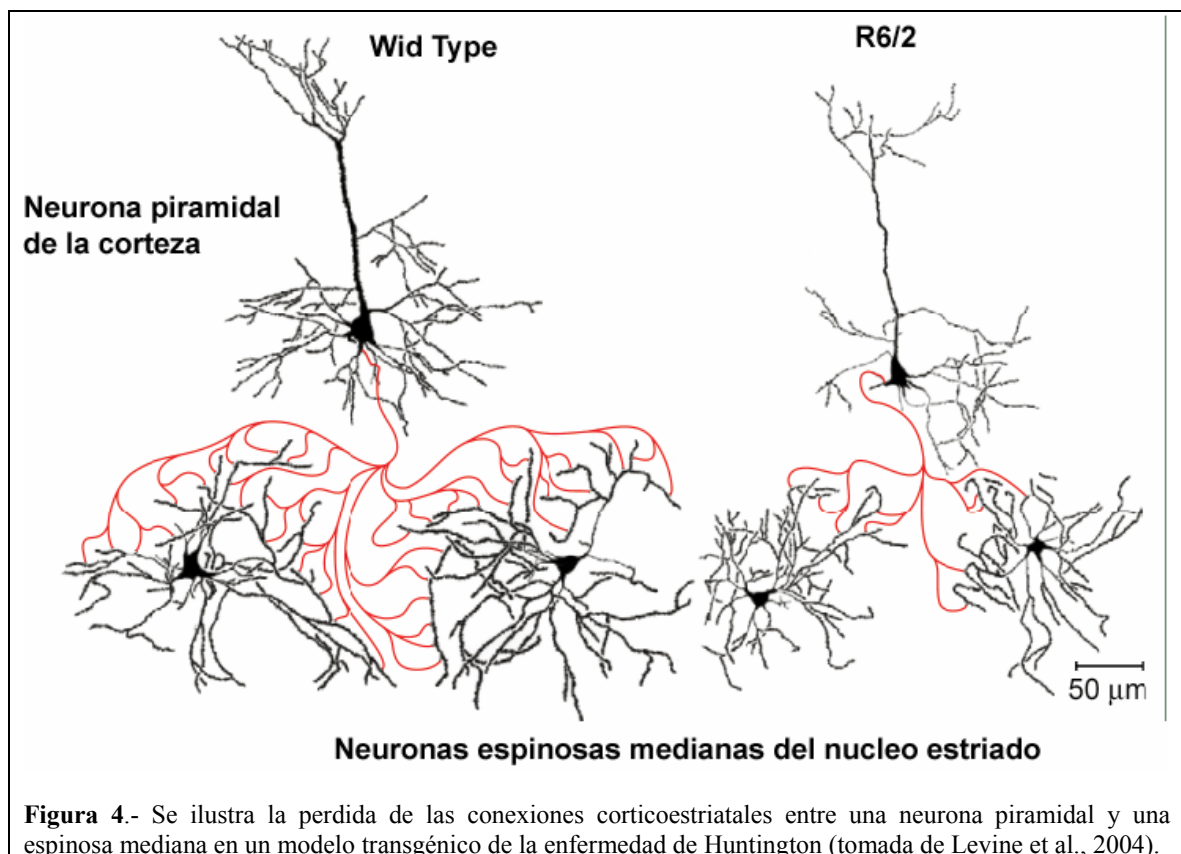 Wid Type
R6/2
Neurona piramidal
de la corteza
50 µm
Neuronas espinosas medianas del nucleo estriado
Figura 4.- Se ilustra la perdida de las conexiones corticoestriatales entre una neurona piramidal y una
espinosa mediana en un modelo transgénico de la enfermedad de Huntington (tomada de Levine et al., 2004).